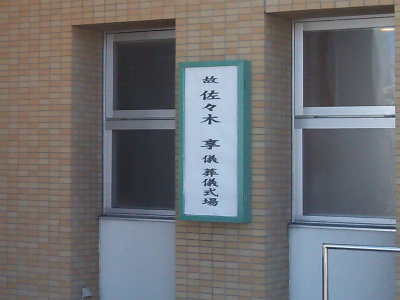 故 佐々木 享 儀 葬儀式場